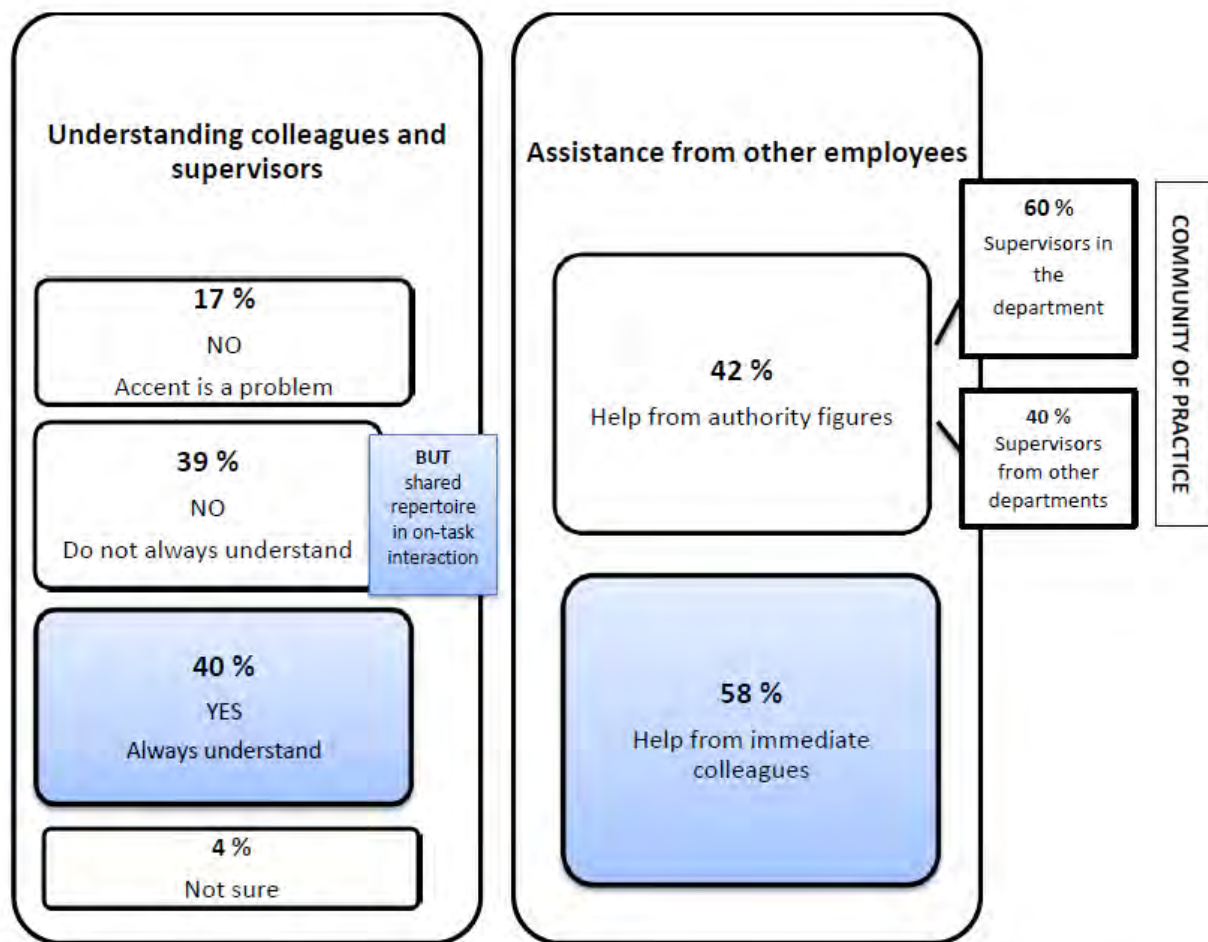 Understanding colleagues and
supervisors
17 %
NO
Accent is a problem
39 %
NO
Do not always understand
BUT
shared
repertoire
in on-task
interaction
40 %
YES
Always understand
4 %
Not sure
Assistance from other employees
42 %
Help from authority figures
60 %
Supervisors in
the
department
40 %
Supervisors
from other
departments
COMMUNITY OF PRACTICE
58 %
Help from immediate
colleagues